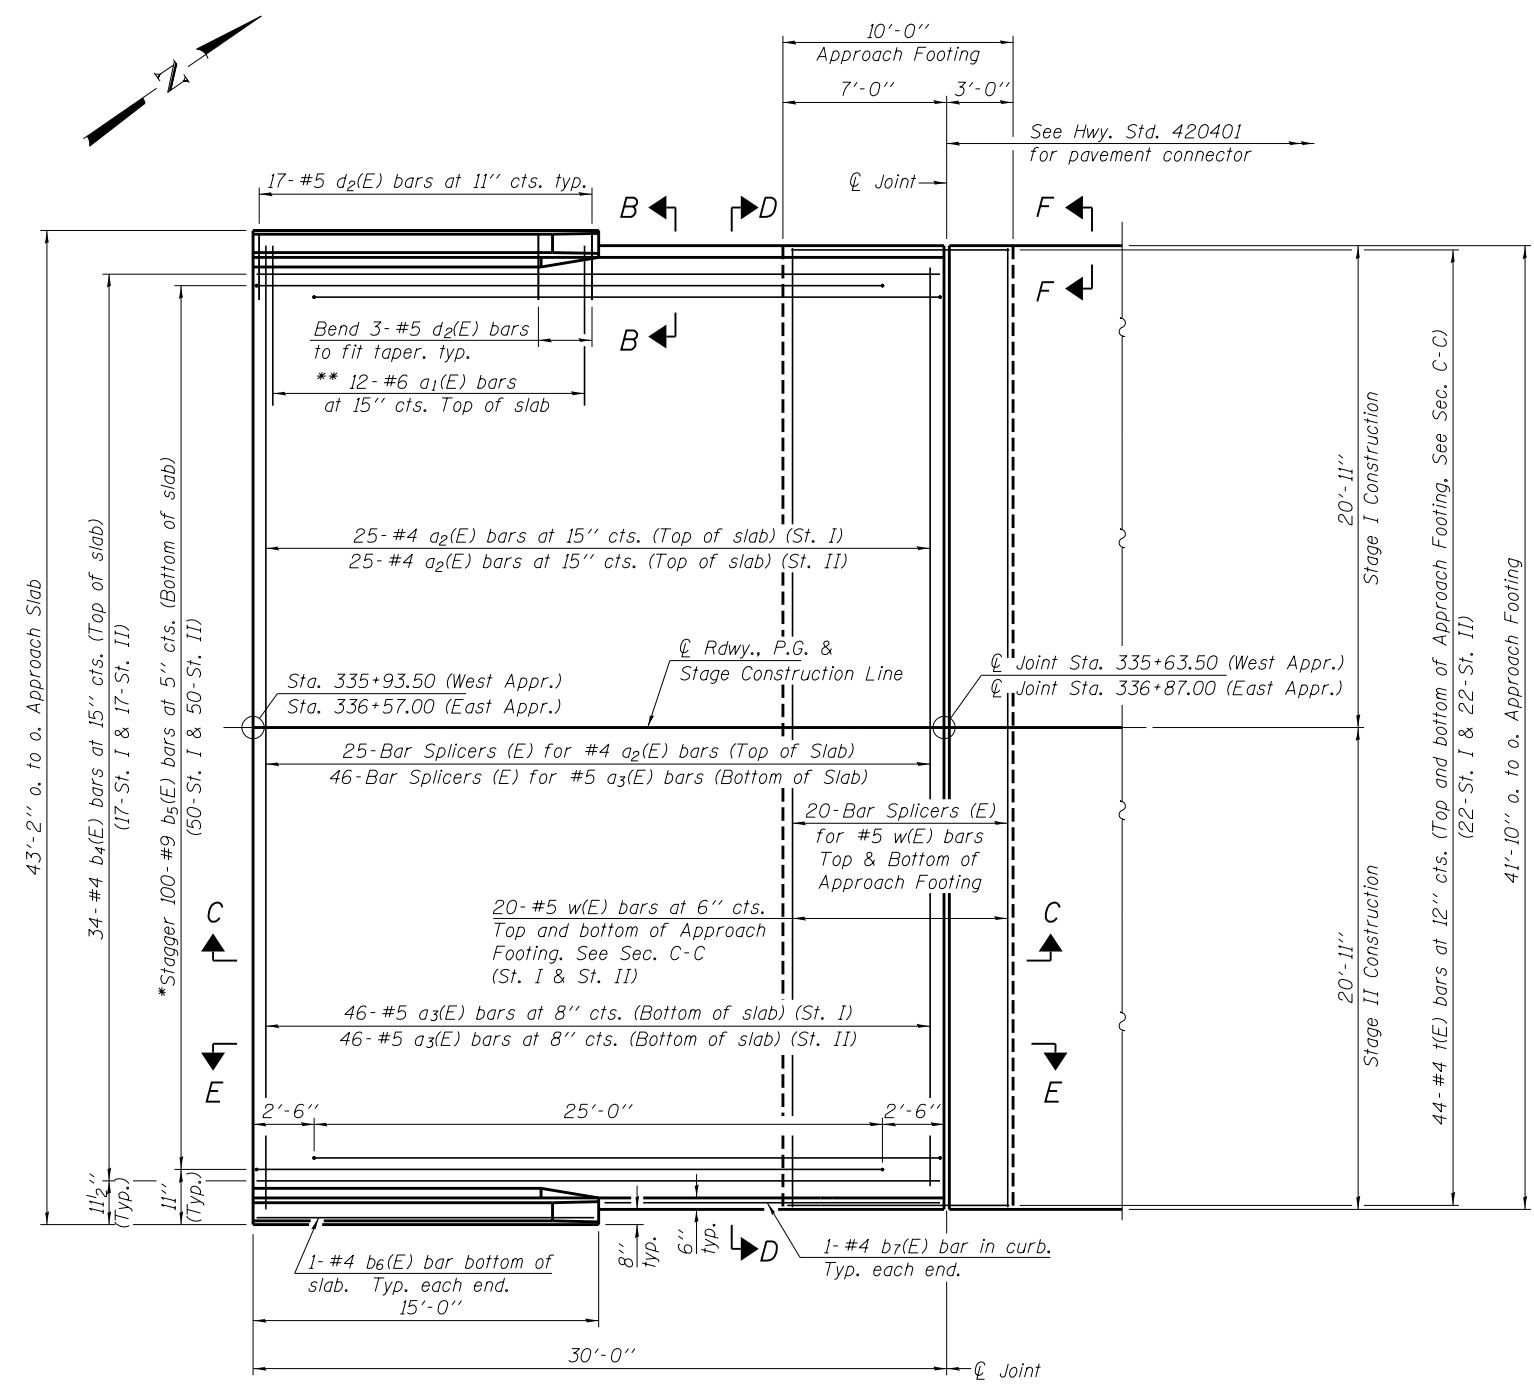 N
10'-0''
Approach Footing
7'-0''
3'-0''
See Hwy. Std. 420401
for pavement connector
℄ Joint
17-#5 d2(E) bars at 11'' cts. typ.
B
D
F
F
B
Bend 3-#5 d2(E) bars
to fit taper. typ.
** 12-#6 a1(E) bars
at 15'' cts. Top of slab
43'-2'' o. to o. Approach Slab
34-#4 b4(E) bars at 15'' cts. (Top of slab)
(17-St. I & 17-St. II)
*Stagger 100-#9 b5(E) bars at 5'' cts. (Bottom of slab)
(50-St. I & 50-St. II)
25-#4 a2(E) bars at 15'' cts. (Top of slab) (St. I)
25-#4 a2(E) bars at 15'' cts. (Top of slab) (St. II)
℄ Rdwy., P.G. &
Stage Construction Line
Sta. 335+93.50 (West Appr.)
Sta. 336+57.00 (East Appr.)
℄ Joint Sta. 335+63.50 (West Appr.)
℄ Joint Sta. 336+87.00 (East Appr.)
20'-11''
Stage I Construction
44-#4 t(E) bars at 12'' cts. (Top and bottom of Approach Footing, See Sec. C-C)
(22-St. I & 22-St. II)
41'-10'' o. to o. Approach Footing
25-Bar Splicers (E) for #4 a2(E) bars (Top of Slab)
46-Bar Splicers (E) for #5 a3(E) bars (Bottom of Slab)
20-Bar Splicers (E)
for #5 w(E) bars
Top & Bottom of
Approach Footing
20'-11''
Stage II Construction
C
C
20-#5 w(E) bars at 6'' cts.
Top and bottom of Approach
Footing. See Sec. C-C
(St. I & St. II)
46-#5 a3(E) bars at 8'' cts. (Bottom of slab) (St. I)
46-#5 a3(E) bars at 8'' cts. (Bottom of slab) (St. II)
E
E
2'-6''
25'-0''
2'-6''
11½''
(Typ.)
11''
(Typ.)
8''
typ.
6''
typ.
D
1-#4 b6(E) bar bottom of
slab. Typ. each end.
1-#4 b7(E) bar in curb.
Typ. each end.
15'-0''
30'-0''
℄ Joint